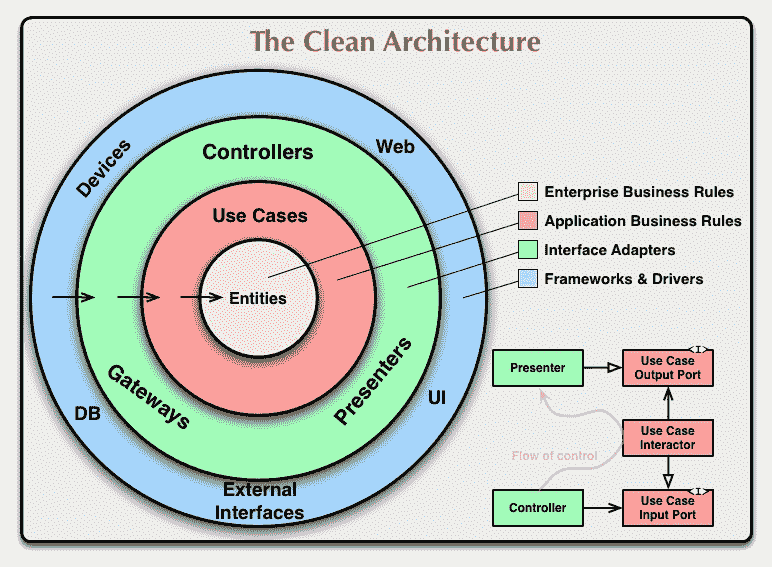 The Clean Architecture
Devices
Web
Controllers
Use Cases
Entities
Gateways
Presenters
DB
UI
External
Interfaces
Enterprise Business Rules
Application Business Rules
Interface Adapters
Frameworks & Drivers
Presenter
<I>
Use Case
Output Port
Use Case
Interactor
Flow of control
Controller
<I>
Use Case
Input Port